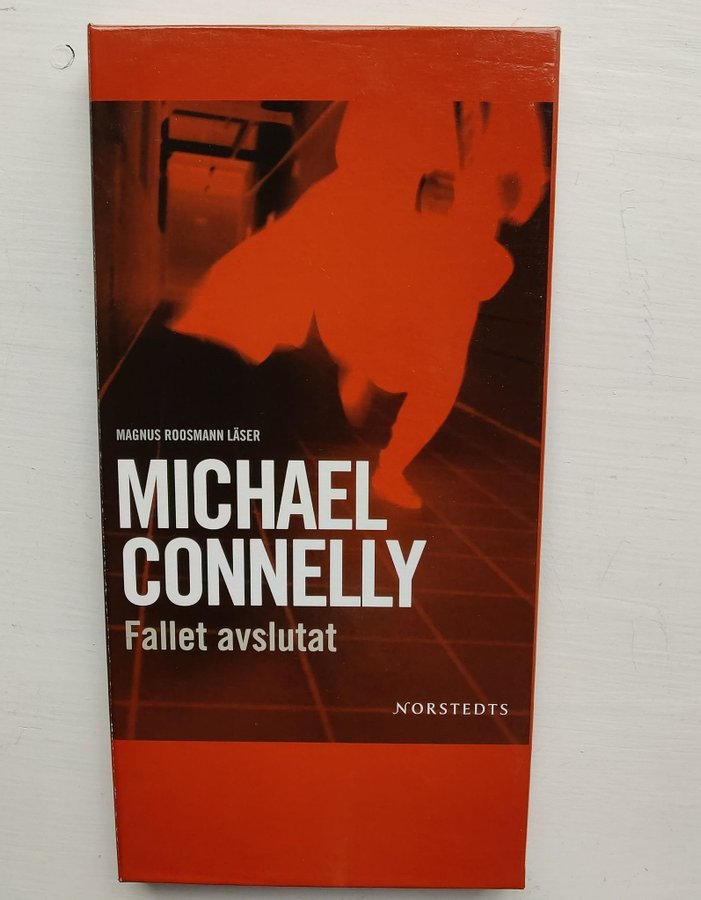 MAGNUS ROOSMANN LÄSER
MICHAEL
CONNELLY
Fallet avslutat
NORSTEDTS